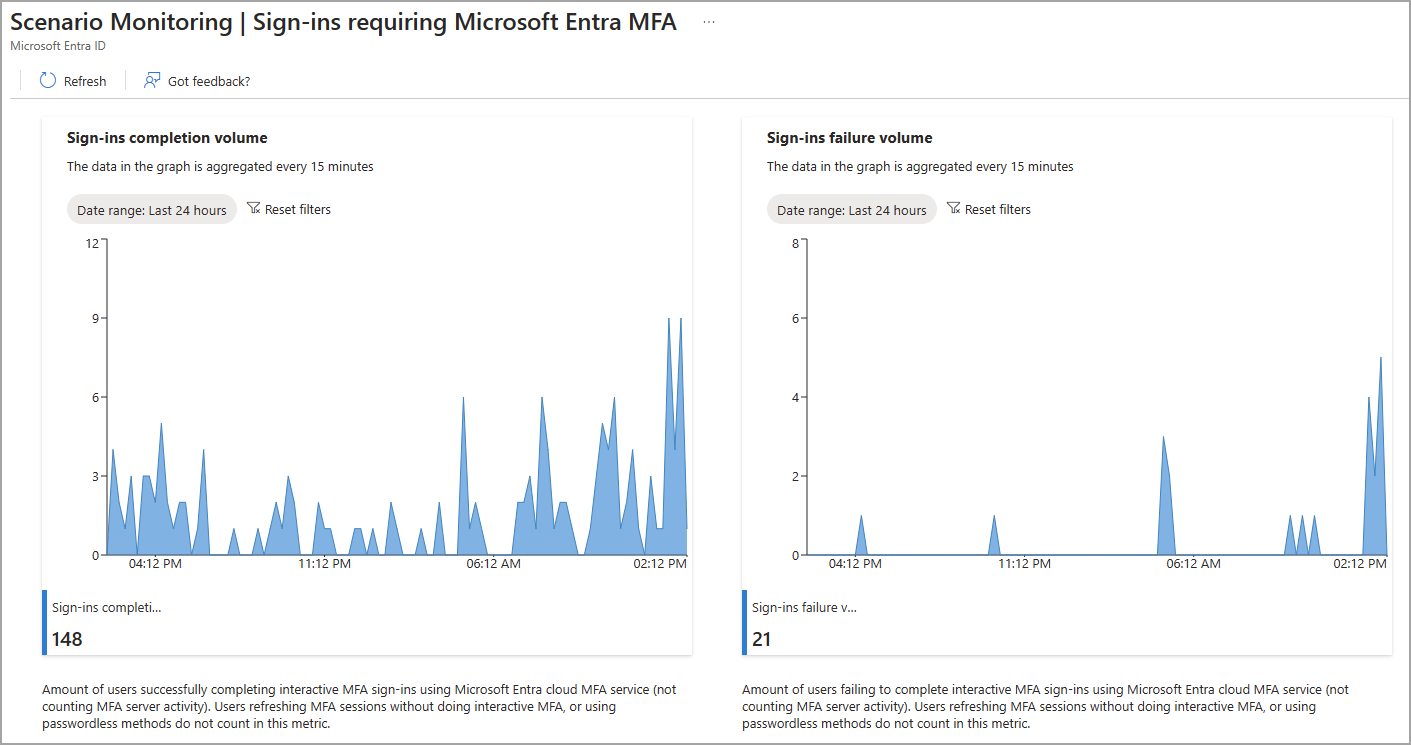 Scenario Monitoring | Sign-ins requiring Microsoft Entra MFA ...
Microsoft Entra ID
Refresh
Got feedback?
Sign-ins completion volume
The data in the graph is aggregated every 15 minutes
Date range: Last 24 hours
Reset filters
12
9
6
3
0
04:12 PM
11:12 PM
06:12 AM
02:12 PM
Sign-ins completi...
148
Amount of users successfully completing interactive MFA sign-ins using Microsoft Entra cloud MFA service (not
counting MFA server activity). Users refreshing MFA sessions without doing interactive MFA, or using
passwordless methods do not count in this metric.
Sign-ins failure volume
The data in the graph is aggregated every 15 minutes
Date range: Last 24 hours
Reset filters
8
6
4
2
0
04:12 PM
11:12 PM
06:12 AM
02:12 PM
Sign-ins failure v...
21
Amount of users failing to complete interactive MFA sign-ins using Microsoft Entra cloud MFA service (not
counting MFA server activity). Users refreshing MFA sessions without doing interactive MFA, or using
passwordless methods do not count in this metric.